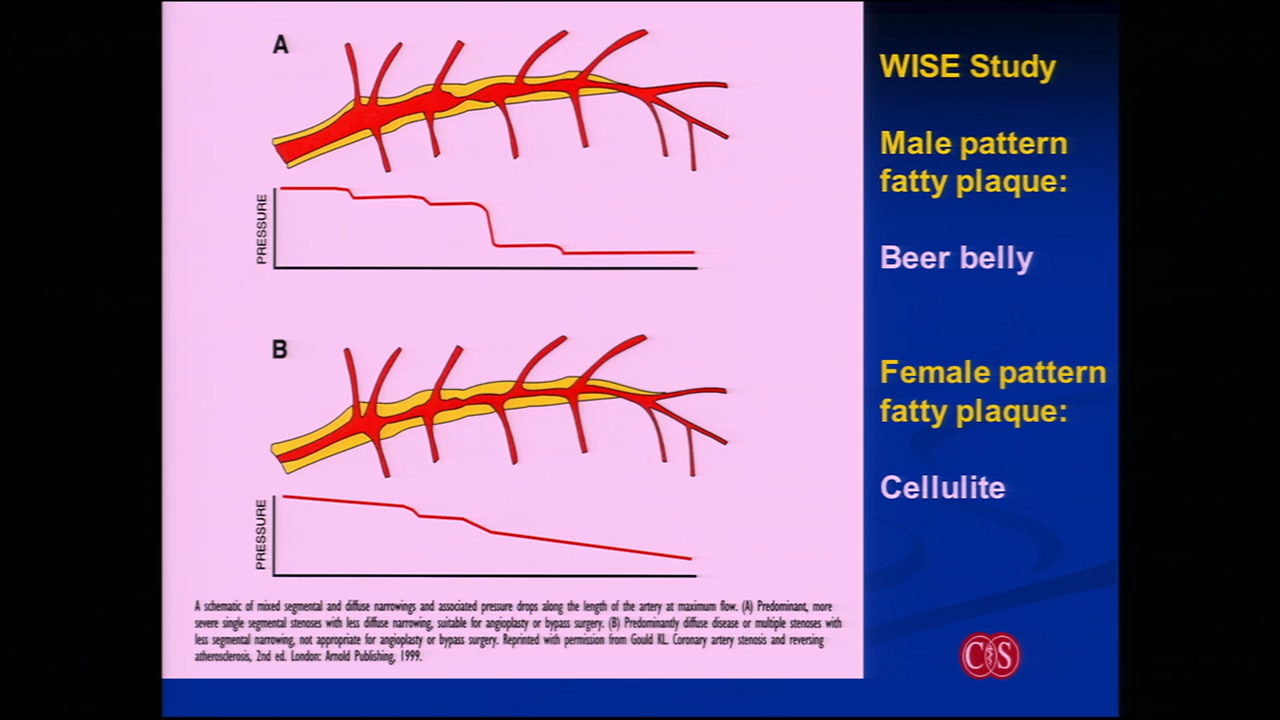 A
PRESSURE
B
PRESSURE
A schematic of mixed segmental and diffuse narrowings and associated pressure drops along the length of the artery at maximum flow. (A) Predominant, more
severe single segmental stenoses with less diffuse narrowing, suitable for angioplasty or bypass surgery. (B) Predominantly diffuse disease or multiple stenoses with
less segmental narrowing, not appropriate for angioplasty or bypass surgery. Reprinted with permission from Gould KL. Coronary artery stenosis and reversing
atherosclerosis, 2nd ed. London: Arnold Publishing, 1999.
WISE Study
Male pattern
fatty plaque:
Beer belly
Female pattern
fatty plaque:
Cellulite
C S